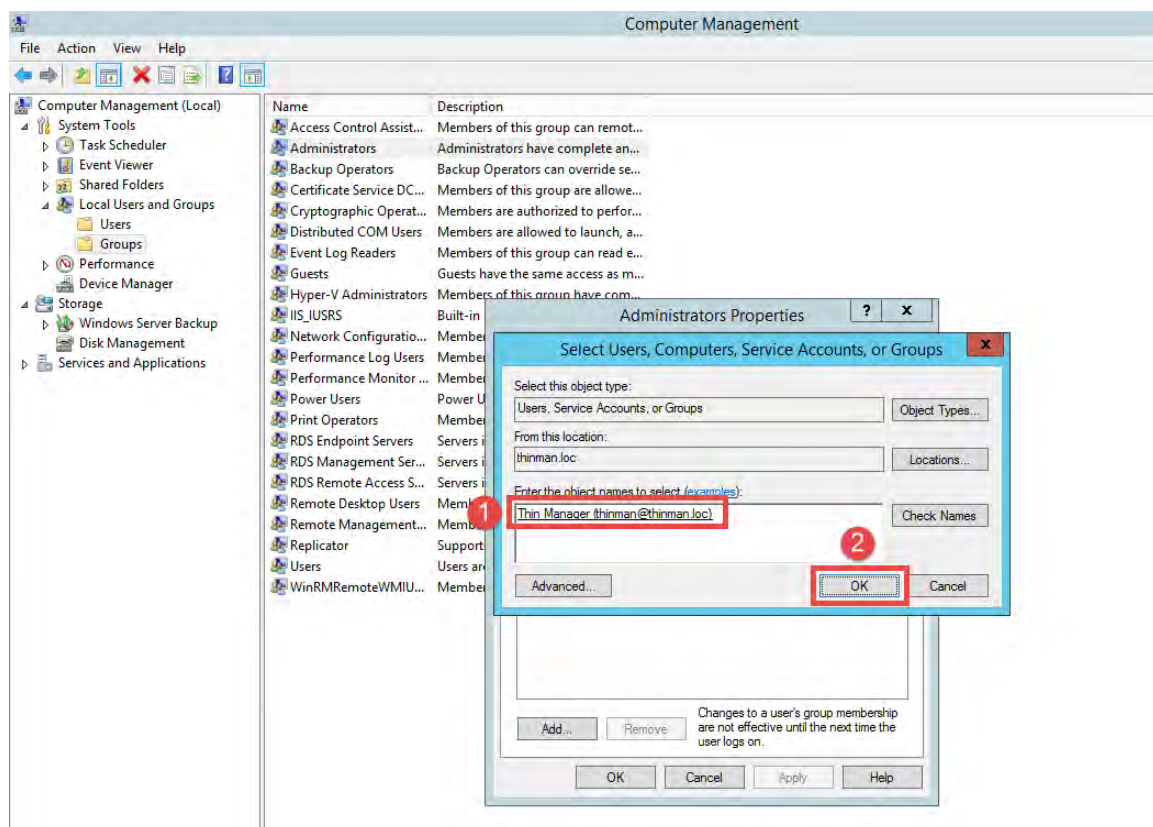 Computer Management
File Action View Help
Computer Management (Local)
System Tools
Task Scheduler
Event Viewer
Shared Folders
Local Users and Groups
Users
Groups
Performance
Device Manager
Storage
Windows Server Backup
Disk Management
Services and Applications
Name Description
Access Control Assist... Members of this group can remot...
Administrators Administrators have complete an...
Backup Operators Backup Operators can override se...
Certificate Service DC... Members of this group are allowe...
Cryptographic Operat... Members are authorized to perfor...
Distributed COM Users Members are allowed to launch, a...
Event Log Readers Members of this group can read e...
Guests Guests have the same access as m...
Hyper-V Administrators Members of this group have com...
IIS_IUSRS Built-in
Network Configuratio... Member
Performance Log Users Member
Performance Monitor ... Member
Power Users Power U
Print Operators Member
RDS Endpoint Servers Servers i
RDS Management Ser... Servers i
RDS Remote Access S... Servers i
Remote Desktop Users Mem
Remote Management... Memb
Replicator Support
Users Users are
WinRMRemoteWMIU... Member
Administrators Properties ? x
Select Users, Computers, Service Accounts, or Groups x
Select this object type:
Users, Service Accounts, or Groups Object Types...
From this location:
thinman.loc Locations...
Enter the object names to select (examples):
1 Thin Manager (thinman@thinman.loc) Check Names
2
Advanced... OK Cancel
Add... Remove
Changes to a user's group membership
are not effective until the next time the
user logs on.
OK Cancel Apply Help